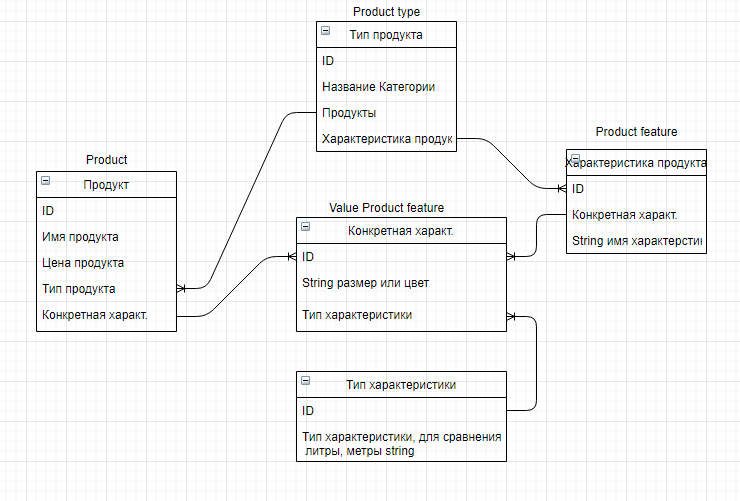 Product type
Тип продукта
ID
Название Категории
Продукты
Характеристика продук
Product feature
Характеристика продукта
ID
Конкретная характ.
String имя характерстин
Product
Продукт
ID
Имя продукта
Цена продукта
Тип продукта
Конкретная характ.
Value Product feature
Конкретная характ.
ID
String размер или цвет
Тип характеристики
Тип характеристики
ID
Тип характеристики, для сравнения
литры, метры string